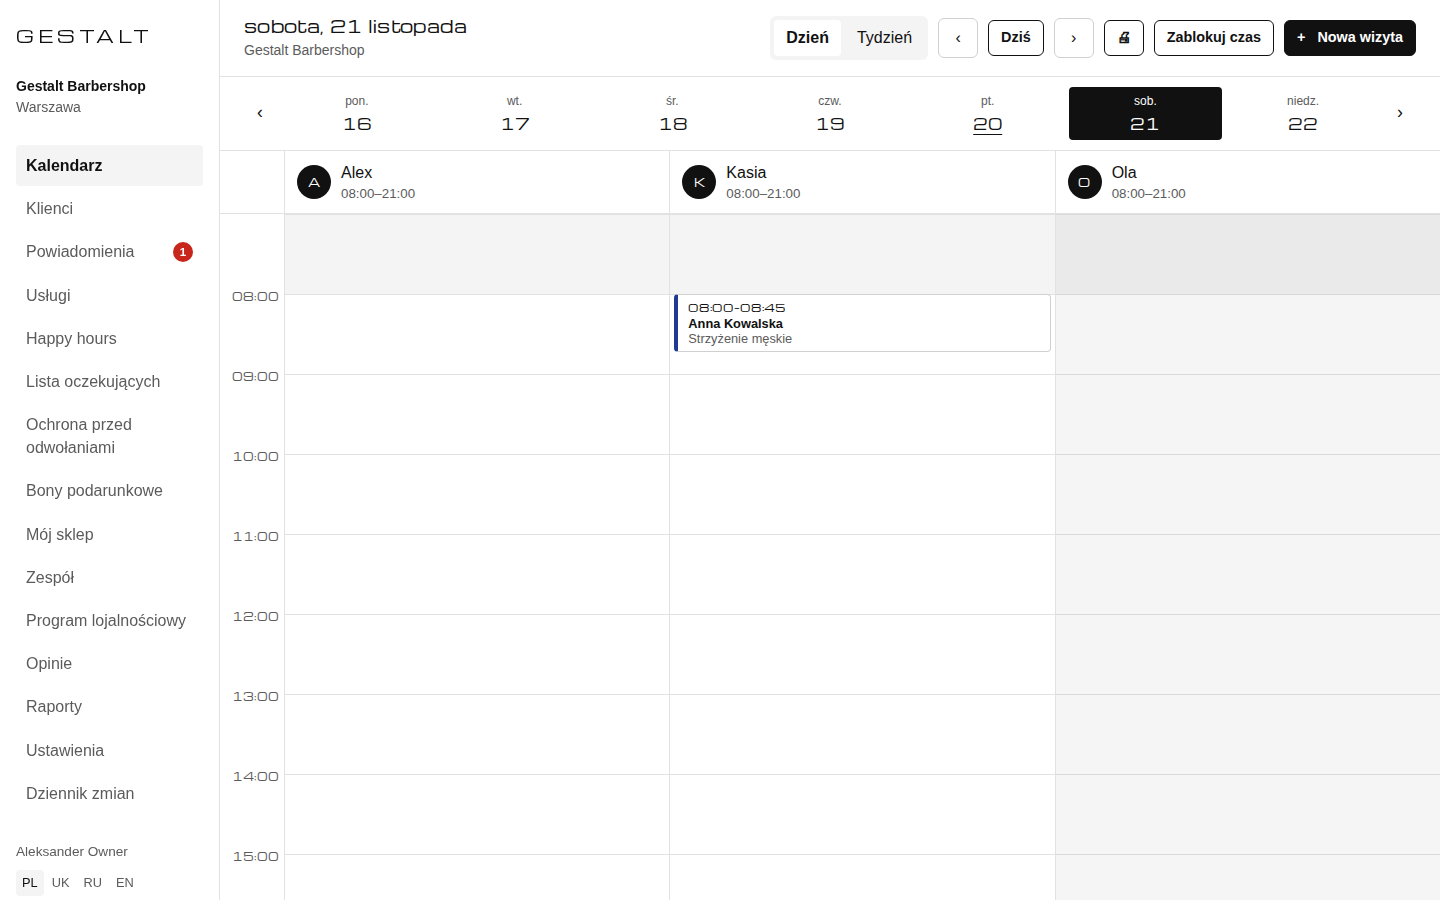 GESTALT
Gestalt Barbershop
Warszawa
Kalendarz
Klienci
Powiadomienia 1
Usługi
Happy hours
Lista oczekujących
Ochrona przed
odwołaniami
Bony podarunkowe
Mój sklep
Zespół
Program lojalnościowy
Opinie
Raporty
Ustawienia
Dziennik zmian
Aleksander Owner
PL UK RU EN
sobota, 21 listopada
Gestalt Barbershop
Dzień Tydzień ‹ Dziś › Zablokuj czas + Nowa wizyta
‹ pon. wt. śr. czw. pt. sob. niedz. ›
16 17 18 19 20 21 22
A Alex
08:00–21:00
K Kasia
08:00–21:00
O Ola
08:00–21:00
08:00
08:00-08:45
Anna Kowalska
Strzyżenie męskie
09:00
10:00
11:00
12:00
13:00
14:00
15:00